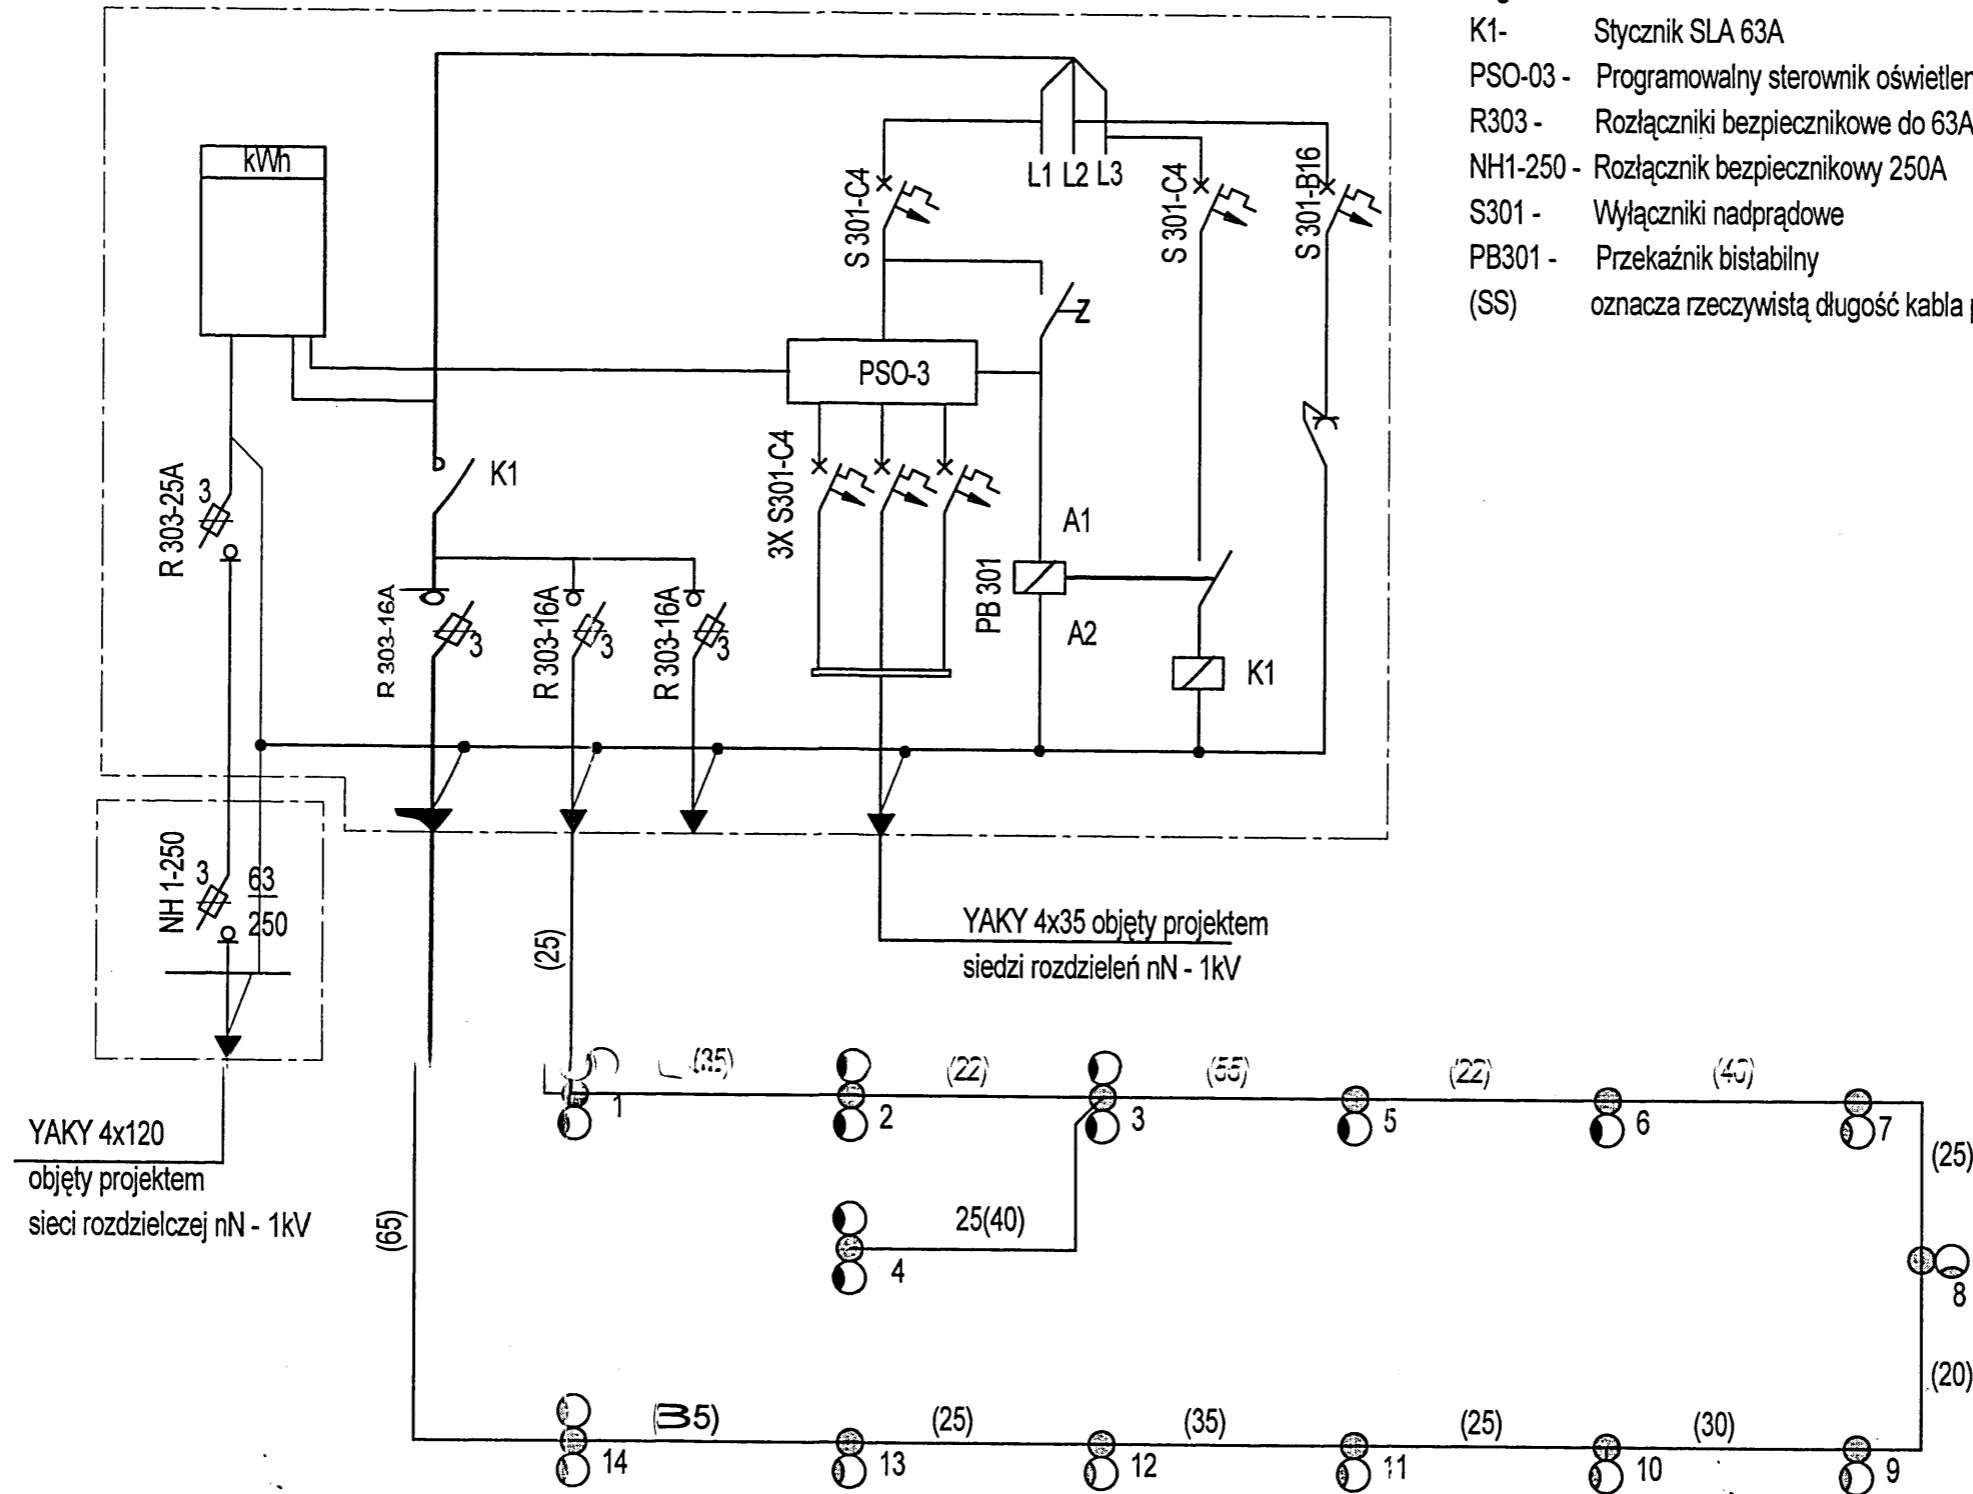 K1- Stycznik SLA 63A
PSO-03 - Programowalny sterownik oświetlen
R303 - Rozłączniki bezpiecznikowe do 63A
NH1-250 - Rozłącznik bezpiecznikowy 250A
S301 - Wyłączniki nadprądowe
PB301 - Przekaźnik bistabilny
(SS) oznacza rzeczywistą długość kabla
kWh
L1 L2 L3
S 301-C4
S 301-C4
S 301-B16
Z
PSO-3
3X S301-C4
K1
R 303-25A
3
R 303-16A
3
R 303-16A
3
R 303-16A
3
A1
PB 301
A2
K1
NH 1-250
3
63
250
(25)
YAKY 4x35 objęty projektem
siedzi rozdzieleń nN - 1kV
YAKY 4x120
objęty projektem
sieci rozdzielczej nN - 1kV
(35)
(22)
(55)
(22)
(40)
1
2
3
5
6
7
(25)
(65)
25(40)
4
8
(20)
(35)
(25)
(35)
(25)
(30)
14
13
12
11
10
9